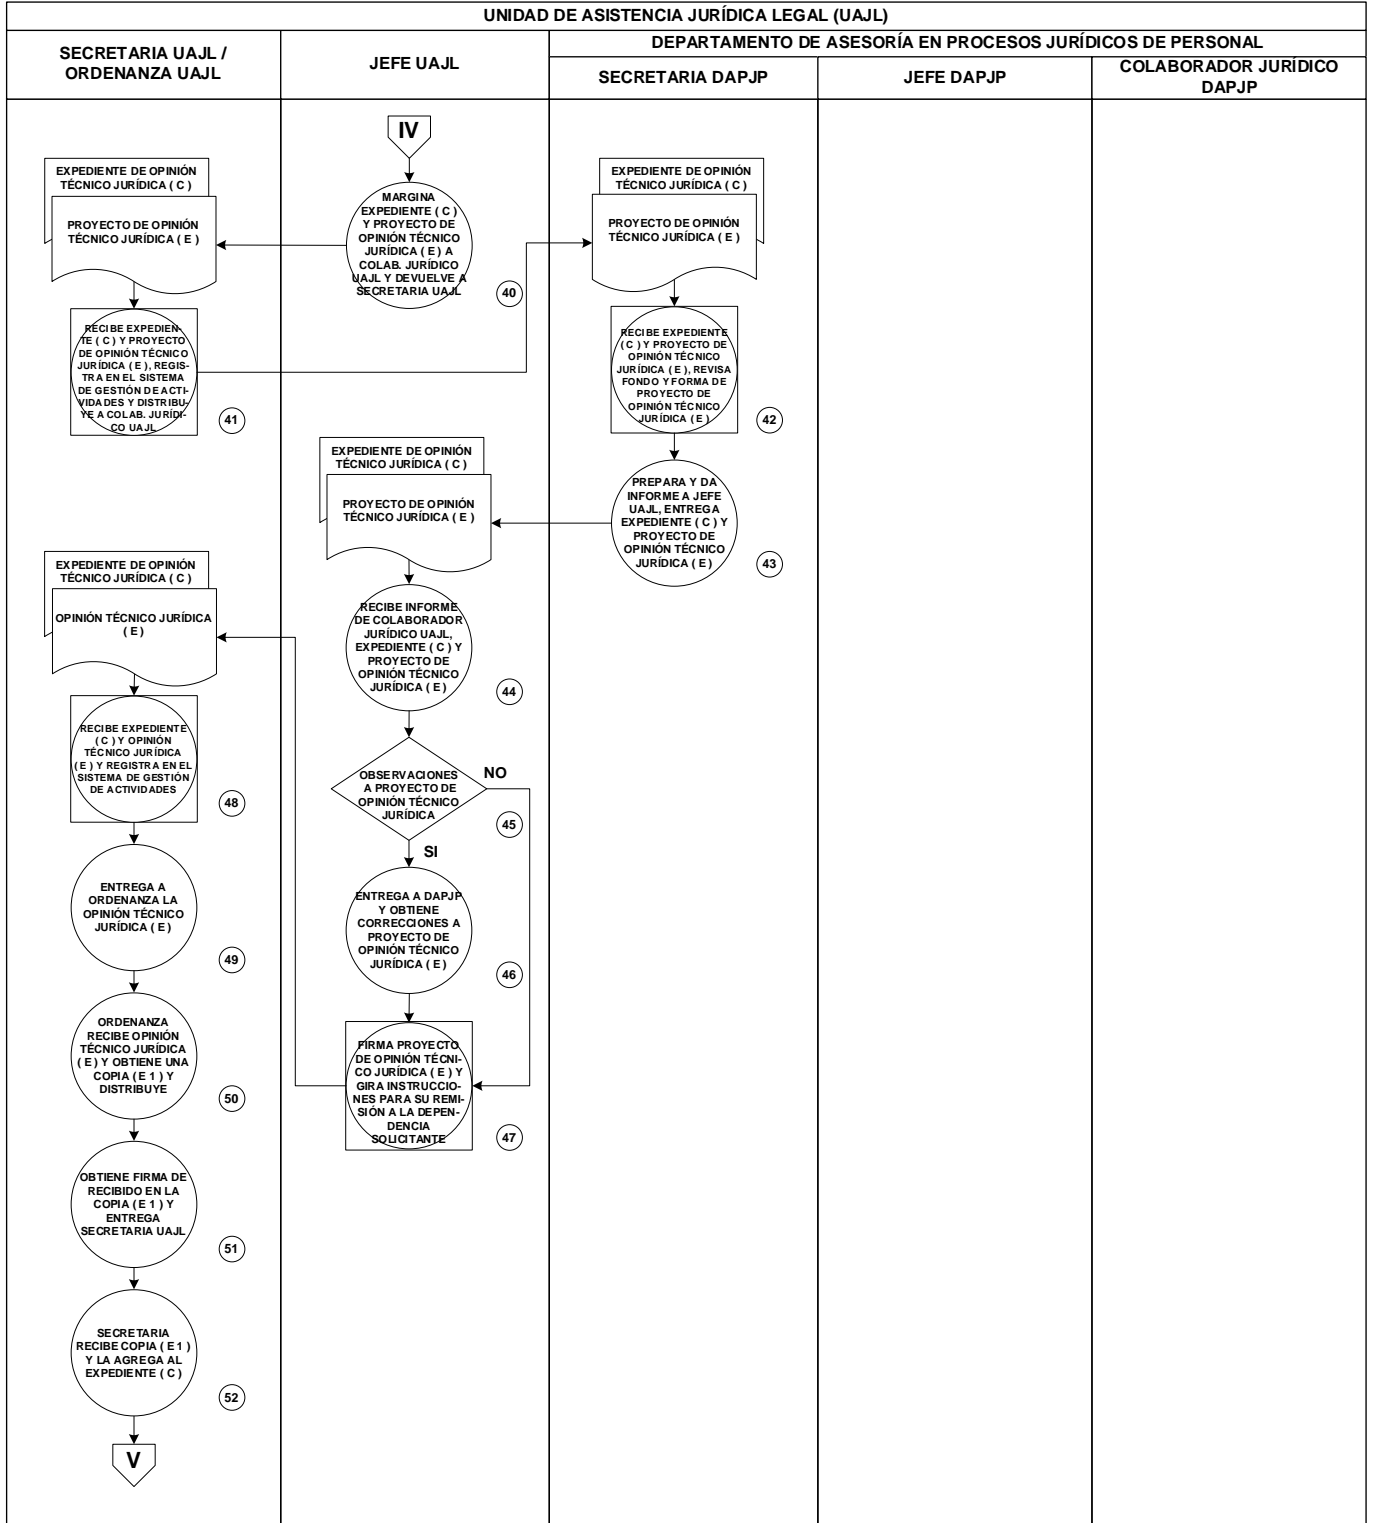 UNIDAD DE ASISTENCIA JURÍDICA LEGAL (UAJL)
SECRETARIA UAJL /
ORDENANZA UAJL
JEFE UAJL
DEPARTAMENTO DE ASESORÍA EN PROCESOS JURÍDICOS DE PERSONAL
SECRETARIA DAPJP
JEFE DAPJP
COLABORADOR JURÍDICO
DAPJP
IV
MARGINA
EXPEDIENTE ( C )
Y PROYECTO DE
OPINIÓN TÉCNICO
JURÍDICA ( E ) A
COLAB. JURÍDICO
UAJL Y DEVUELVE A
SECRETARIA UAJL
40
EXPEDIENTE DE OPINIÓN
TÉCNICO JURÍDICA ( C )
PROYECTO DE OPINIÓN
TÉCNICO JURÍDICA ( E )
RECIBE EXPEDIEN-
TE ( C ) Y PROYECTO
DE OPINIÓN TÉCNICO
JURÍDICA ( E ), REGIS-
TRA EN EL SISTEMA
DE GESTIÓN DE ACTI-
VIDADES Y DISTRIBU-
YE A COLAB. JURÍDI-
CO UAJL
41
EXPEDIENTE DE OPINIÓN
TÉCNICO JURÍDICA ( C )
PROYECTO DE OPINIÓN
TÉCNICO JURÍDICA ( E )
RECIBE EXPEDIENTE
( C ) Y PROYECTO DE
OPINIÓN TÉCNICO
JURÍDICA ( E ), REVISA
FONDO Y FORMA DE
PROYECTO DE
OPINIÓN TÉCNICO
JURÍDICA ( E )
42
PREPARA Y DA
INFORME A JEFE
UAJL, ENTREGA
EXPEDIENTE ( C ) Y
PROYECTO DE
OPINIÓN TÉCNICO
JURÍDICA ( E )
43
EXPEDIENTE DE OPINIÓN
TÉCNICO JURÍDICA ( C )
PROYECTO DE OPINIÓN
TÉCNICO JURÍDICA ( E )
RECIBE INFORME
DE COLABORADOR
JURÍDICO UAJL,
EXPEDIENTE ( C ) Y
PROYECTO DE
OPINIÓN TÉCNICO
JURÍDICA ( E )
44
OBSERVACIONES
A PROYECTO DE
OPINIÓN TÉCNICO
JURÍDICA
NO
45
SI
ENTREGA A DAPJP
Y OBTIENE
CORRECCIONES A
PROYECTO DE
OPINIÓN TÉCNICO
JURÍDICA ( E )
46
FIRMA PROYECTO
DE OPINIÓN TÉCNI-
CO JURÍDICA ( E ) Y
GIRA INSTRUCCIO-
NES PARA SU REMI-
SIÓN A LA DEPEN-
DENCIA
SOLICITANTE
47
EXPEDIENTE DE OPINIÓN
TÉCNICO JURÍDICA ( C )
OPINIÓN TÉCNICO JURÍDICA
( E )
RECIBE EXPEDIENTE
( C ) Y OPINIÓN
TÉCNICO JURÍDICA
( E ) Y REGISTRA EN EL
SISTEMA DE GESTIÓN
DE ACTIVIDADES
48
ENTREGA A
ORDENANZA LA
OPINIÓN TÉCNICO
JURÍDICA ( E )
49
ORDENANZA
RECIBE OPINIÓN
TÉCNICO JURÍDICA
( E ) Y OBTIENE UNA
COPIA ( E 1 ) Y
DISTRIBUYE
50
OBTIENE FIRMA DE
RECIBIDO EN LA
COPIA ( E 1 ) Y
ENTREGA
SECRETARIA UAJL
51
SECRETARIA
RECIBE COPIA ( E 1 )
Y LA AGREGA AL
EXPEDIENTE ( C )
52
V